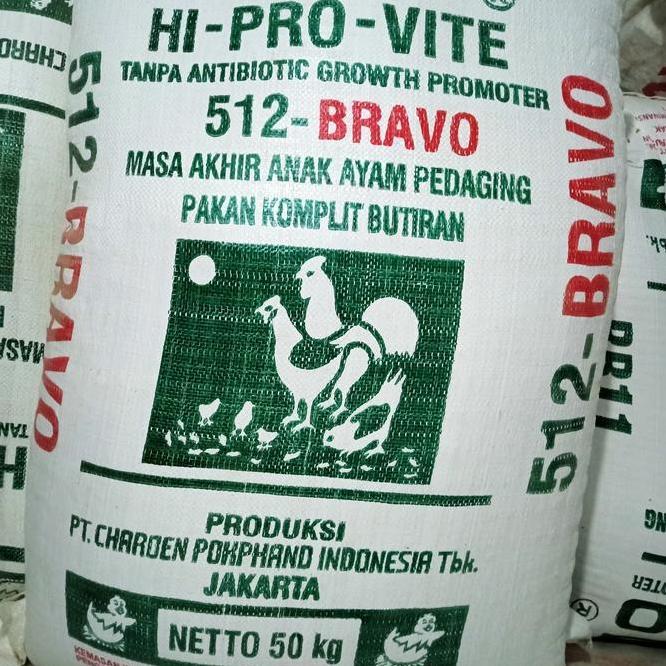 HI-PRO-VITE
®
TANPA ANTIBIOTIC GROWTH PROMOTER
512-BRAVO
MASA AKHIR ANAK AYAM PEDAGING
PAKAN KOMPLIT BUTIRAN
512-BRAVO
512-BRAVO
PRODUKSI
PT. CHAROEN POKPHAND INDONESIA Tbk.
JAKARTA
NETTO 50 kg
®